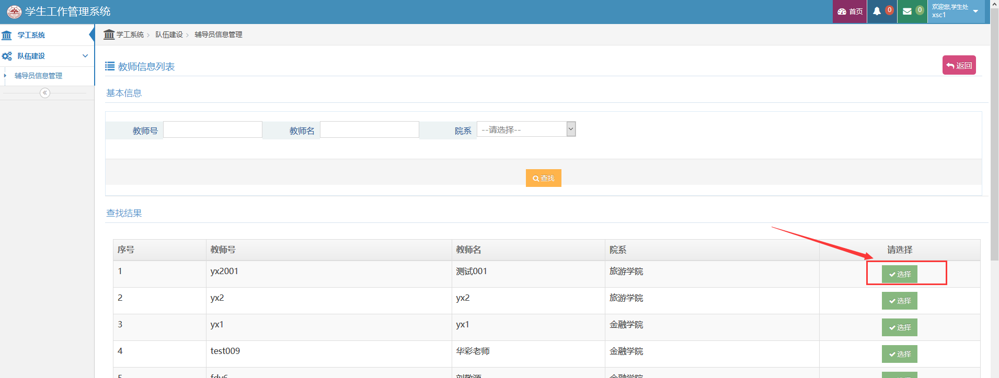 学生工作管理系统
首页
0
0
欢迎您,学生处
xsc1
学工系统
队伍建设
辅导员信息管理
学工系统 > 队伍建设 > 辅导员信息管理
教师信息列表
返回
基本信息
教师号 教师名 院系 --请选择--
查找
查找结果
序号 教师号 教师名 院系 请选择
1 yx2001 测试001 旅游学院 选择
2 yx2 yx2 旅游学院 选择
3 yx1 yx1 金融学院 选择
4 test009 华彩老师 金融学院 选择
5 fdy6 刘敬源 金融学院